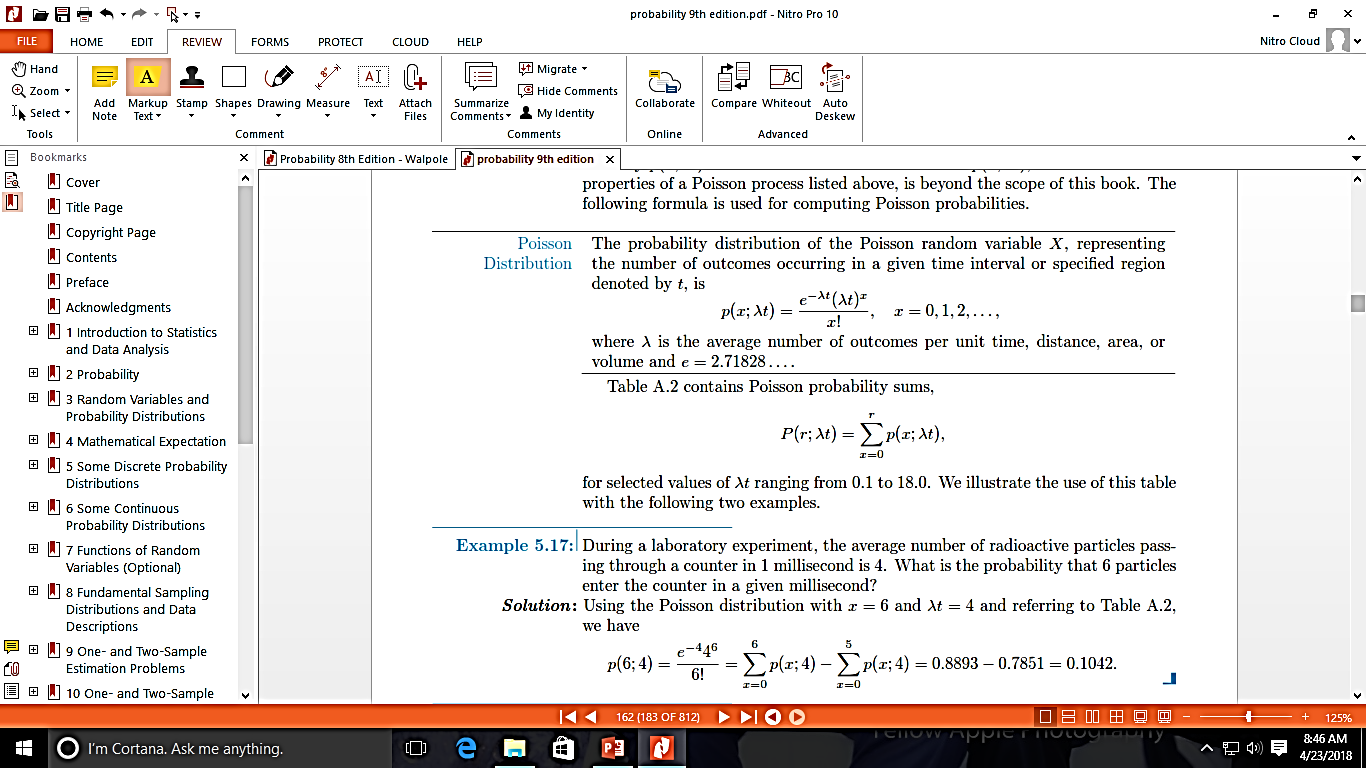 probability 9th edition.pdf - Nitro Pro 10
FILE HOME EDIT REVIEW FORMS PROTECT CLOUD HELP
Nitro Cloud
Hand
Zoom
Select
Tools
Add Note
Markup Text
Stamp
Shapes
Drawing
Measure
Text
Attach Files
Comment
Summarize Comments
Migrate
Hide Comments
My Identity
Comments
Collaborate
Online
Compare
Whiteout
Auto Deskew
Advanced
Bookmarks
Cover
Title Page
Copyright Page
Contents
Preface
Acknowledgments
1 Introduction to Statistics
and Data Analysis
2 Probability
3 Random Variables and
Probability Distributions
4 Mathematical Expectation
5 Some Discrete Probability
Distributions
6 Some Continuous
Probability Distributions
7 Functions of Random
Variables (Optional)
8 Fundamental Sampling
Distributions and Data
Descriptions
9 One- and Two-Sample
Estimation Problems
10 One- and Two-Sample
Probability 8th Edition - Walpole
probability 9th edition
properties of a Poisson process listed above, is beyond the scope of this book. The
following formula is used for computing Poisson probabilities.
Poisson
Distribution
The probability distribution of the Poisson random variable X, representing
the number of outcomes occurring in a given time interval or specified region
denoted by t, is
p(x; λt) = e^{−λt}(λt)^x / x!, x = 0, 1, 2, . . . ,
where λ is the average number of outcomes per unit time, distance, area, or
volume and e = 2.71828 . . . .
Table A.2 contains Poisson probability sums,
P(r; λt) = ∑_{x=0}^{r} p(x; λt),
for selected values of λt ranging from 0.1 to 18.0. We illustrate the use of this table
with the following two examples.
Example 5.17: During a laboratory experiment, the average number of radioactive particles pass-
ing through a counter in 1 millisecond is 4. What is the probability that 6 particles
enter the counter in a given millisecond?
Solution: Using the Poisson distribution with x = 6 and λt = 4 and referring to Table A.2,
we have
p(6; 4) = e^{−4}4^6 / 6! = ∑_{x=0}^{6} p(x; 4) − ∑_{x=0}^{5} p(x; 4) = 0.8893 − 0.7851 = 0.1042.
162 (183 OF 812)
125%
I'm Cortana. Ask me anything.
Yellow Apple Photography
8:46 AM
4/23/2018